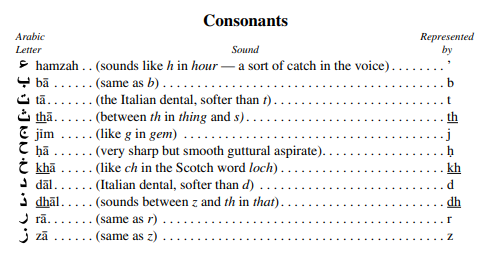 Consonants
Arabic Represented
Letter Sound by
ء hamzah . . (sounds like h in hour — a sort of catch in the voice) . . . . . . . . ’
ب bā . . . . . . (same as b) . . . . . . . . . . . . . . . . . . . . . . . . . . . . . . . . . . . . . . . . . . b
ت tā . . . . . . . (the Italian dental, softer than t) . . . . . . . . . . . . . . . . . . . . . . . . . t
ث thā . . . . . . (between th in thing and s) . . . . . . . . . . . . . . . . . . . . . . . . . . . . . th
ج jim . . . . . (like g in gem) . . . . . . . . . . . . . . . . . . . . . . . . . . . . . . . . . . . . . . . j
ح ḥā . . . . . . (very sharp but smooth guttural aspirate) . . . . . . . . . . . . . . . . . . ḥ
خ khā . . . . . (like ch in the Scotch word loch) . . . . . . . . . . . . . . . . . . . . . . . . . kh
د dāl . . . . . . (Italian dental, softer than d) . . . . . . . . . . . . . . . . . . . . . . . . . . . d
ذ dhāl . . . . . (sounds between z and th in that) . . . . . . . . . . . . . . . . . . . . . . . . dh
ر rā . . . . . . . (same as r) . . . . . . . . . . . . . . . . . . . . . . . . . . . . . . . . . . . . . . . . . . r
ز zā . . . . . . (same as z) . . . . . . . . . . . . . . . . . . . . . . . . . . . . . . . . . . . . . . . . . . z